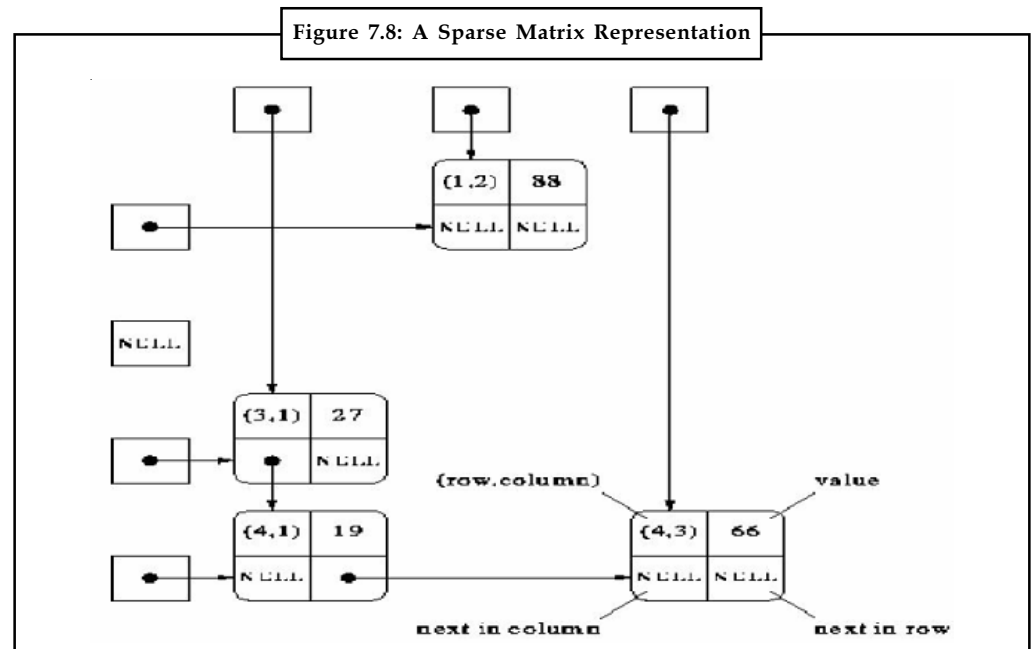 Figure 7.8: A Sparse Matrix Representation
(1,2) 88
NULL NULL
NULL
(3,1) 27
NULL
(row,column) value
(4,1) 19
(4,3) 66
NULL
NULL NULL
next in column next in row